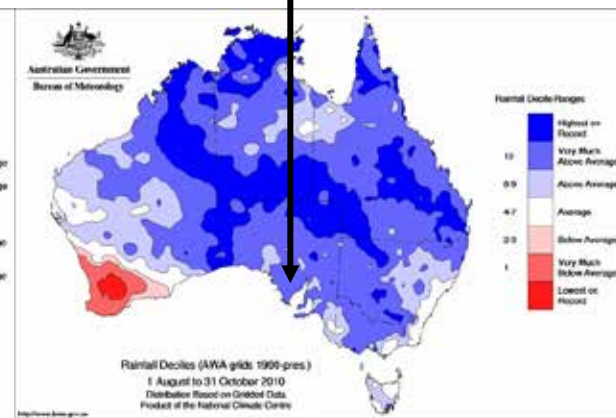 Australian Government
Bureau of Meteorology
Rainfall Decile Ranges
Highest on
Record
10
Very Much
Above Average
8-9
Above Average
4-7
Average
2-3
Below Average
1
Very Much
Below Average
Lowest on
Record
Rainfall Deciles (AWA grids 1900-pres.)
1 August to 31 October 2010
Distribution Based on Gridded Data
Product of the National Climate Centre